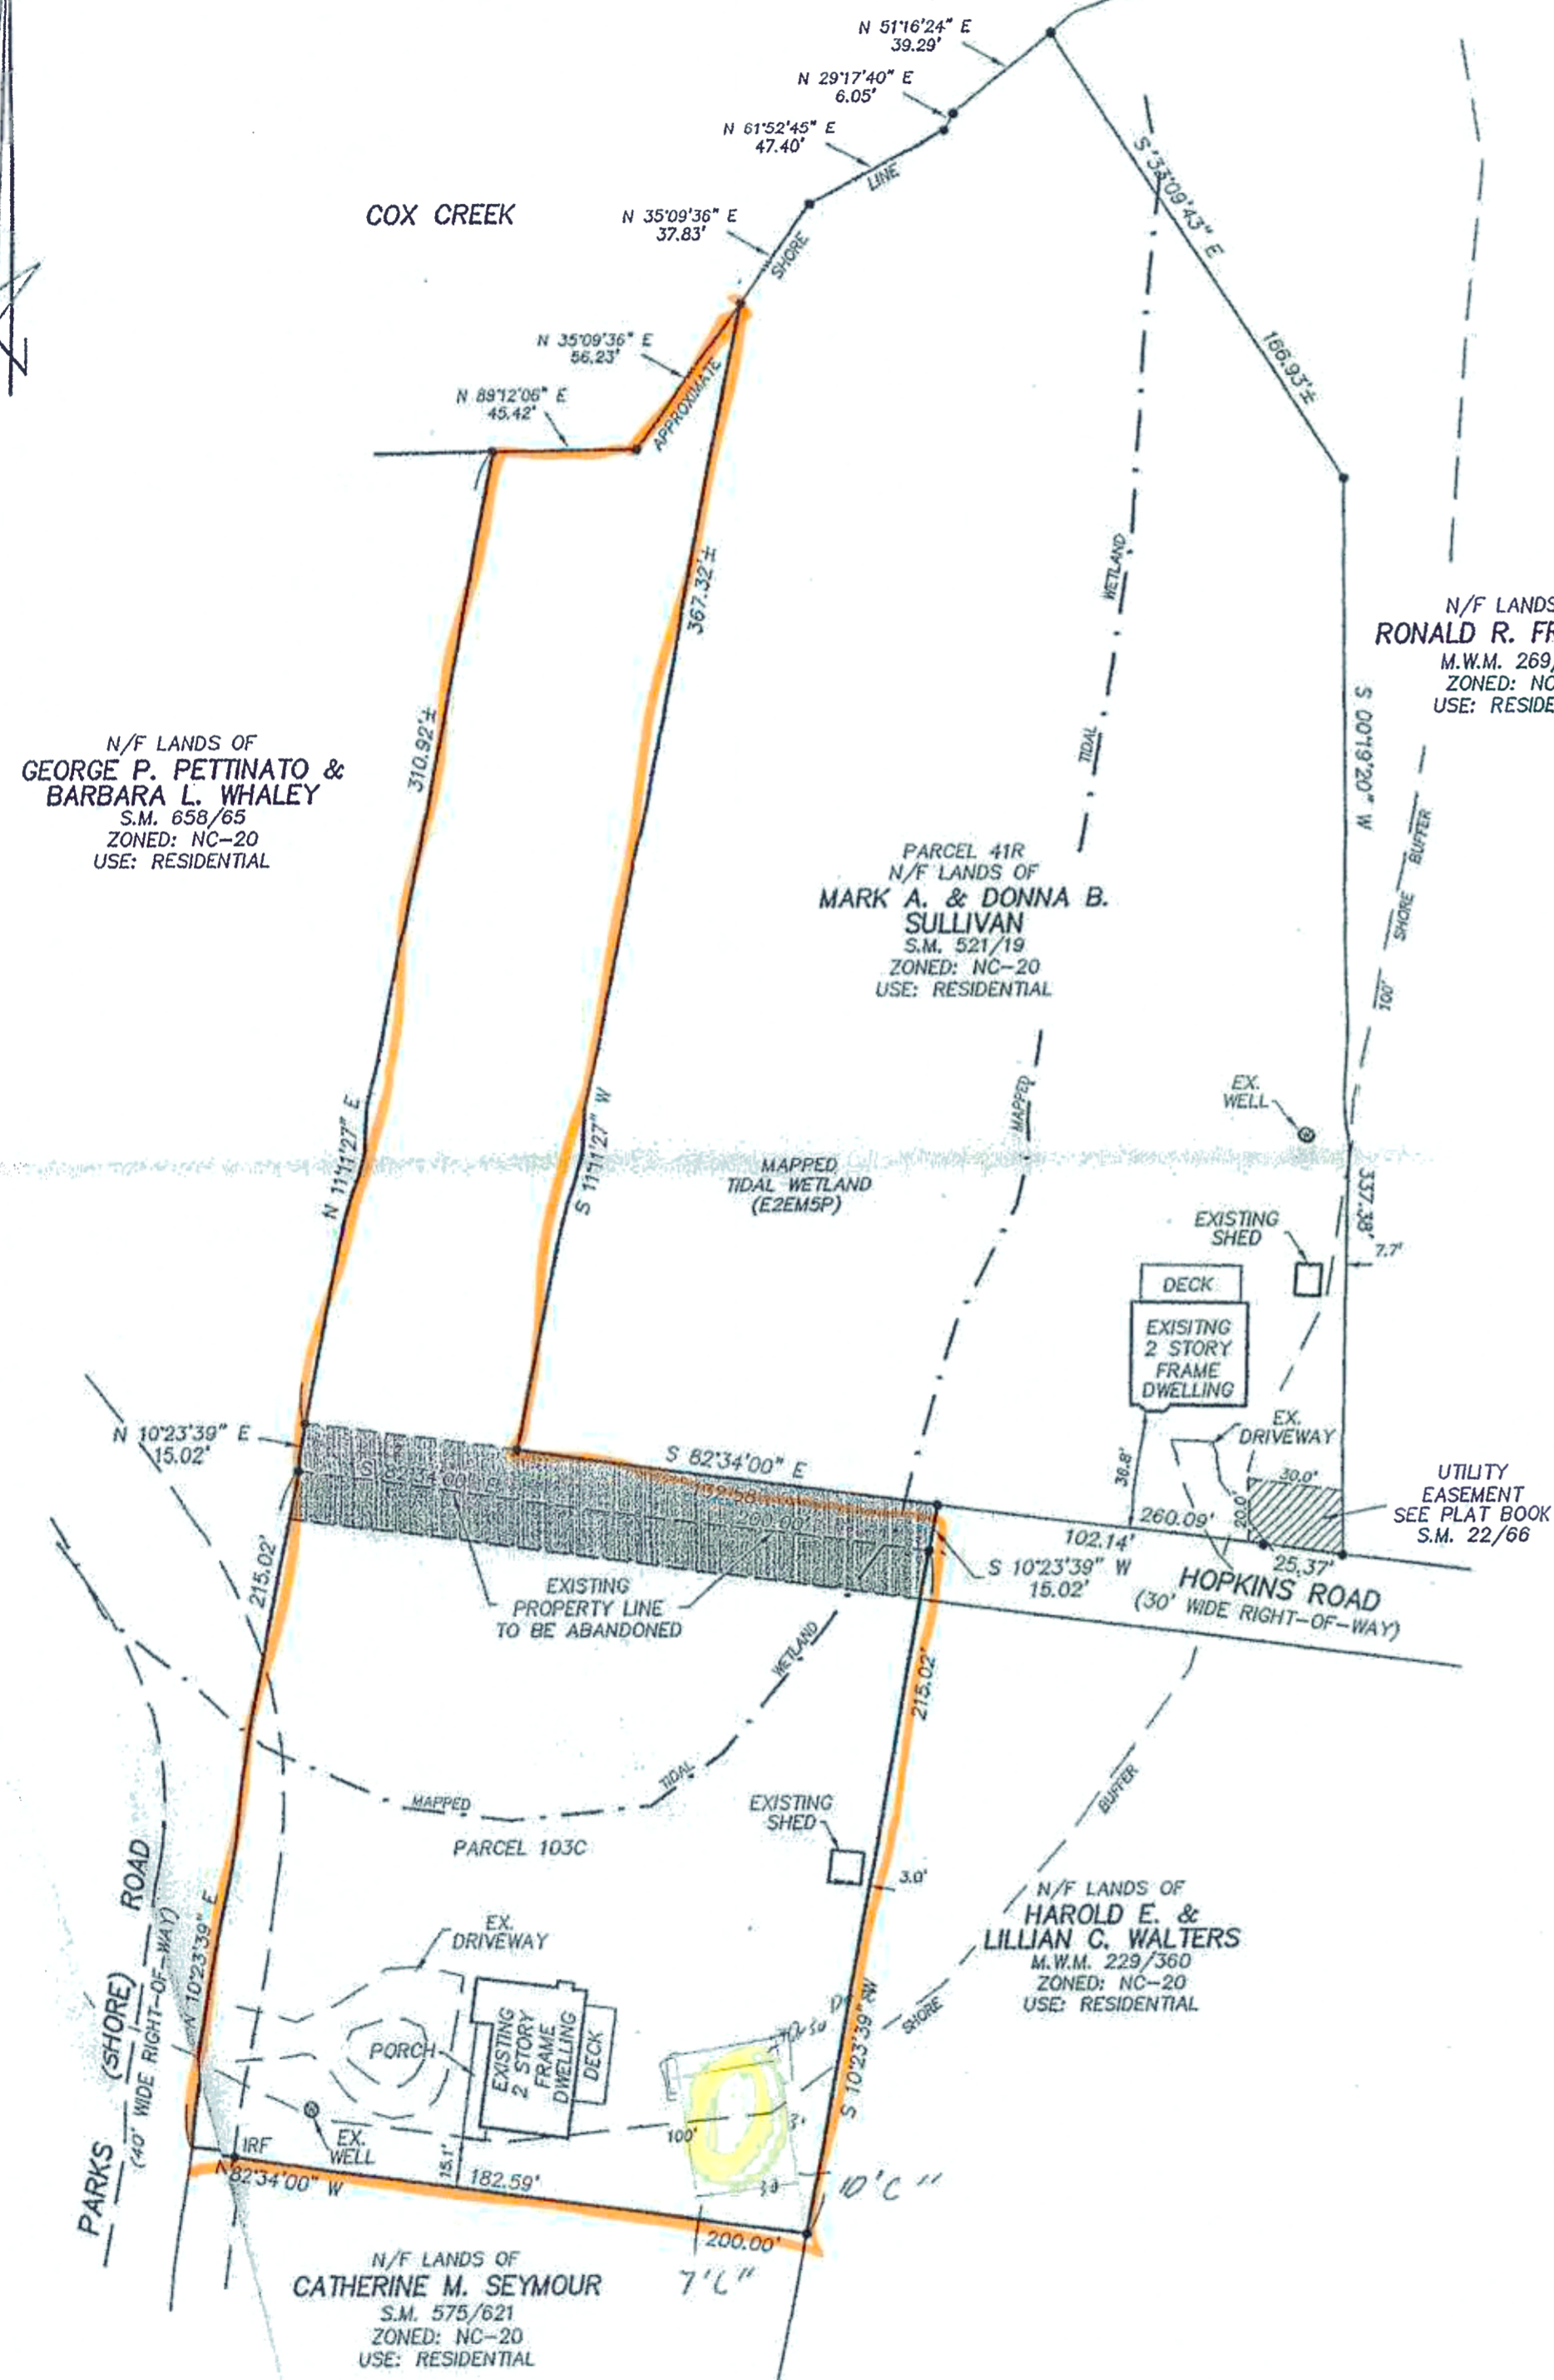 N 51°16'24" E
39.29'
N 29°17'40" E
6.05'
N 61°52'45" E
47.40'
LINE
S 33°09'43" E
COX CREEK
N 35°09'36" E
37.83'
SHORE
N 35°09'36" E
56.23'
166.93'±
APPROXIMATE
N 89°12'06" E
45.42'
367.32'±
WETLAND
N/F LANDS
RONALD R. FR
M.W.M. 269/
ZONED: NC
USE: RESIDE
310.92'±
TIDAL
S 00°19'20" W
N/F LANDS OF
GEORGE P. PETTINATO &
BARBARA L. WHALEY
S.M. 658/65
ZONED: NC-20
USE: RESIDENTIAL
PARCEL 41R
N/F LANDS OF
MARK A. & DONNA B.
SULLIVAN
S.M. 521/19
ZONED: NC-20
USE: RESIDENTIAL
100' SHORE BUFFER
N 11°11'27" E
S 11°11'27" W
MAPPED
EX.
WELL
MAPPED
TIDAL WETLAND
(E2EM5P)
337.38'
EXISTING
SHED
7.7'
DECK
EXISITNG
2 STORY
FRAME
DWELLING
N 10°23'39" E
15.02'
S 82°34'00" E
EX.
DRIVEWAY
36.8'
30.0'
20.0'
UTILITY
EASEMENT
SEE PLAT BOOK
S.M. 22/66
132.58'
260.09'
102.14'
25.37'
S 10°23'39" W
15.02'
HOPKINS ROAD
(30' WIDE RIGHT-OF-WAY)
215.02'
EXISTING
PROPERTY LINE
TO BE ABANDONED
WETLAND
215.02'
TIDAL
MAPPED
BUFFER
PARCEL 103C
EXISTING
SHED
3.0'
N/F LANDS OF
HAROLD E. &
LILLIAN C. WALTERS
M.W.M. 229/360
ZONED: NC-20
USE: RESIDENTIAL
PARKS (SHORE) ROAD
(40' WIDE RIGHT-OF-WAY)
N 10°23'39" E
EX.
DRIVEWAY
PORCH
EXISTING
2 STORY
FRAME
DWELLING
DECK
SHORE
S 10°23'39" W
100'
3'
IRF
EX.
WELL
15.1'
N 82°34'00" W
182.59'
200.00'
N/F LANDS OF
CATHERINE M. SEYMOUR
S.M. 575/621
ZONED: NC-20
USE: RESIDENTIAL